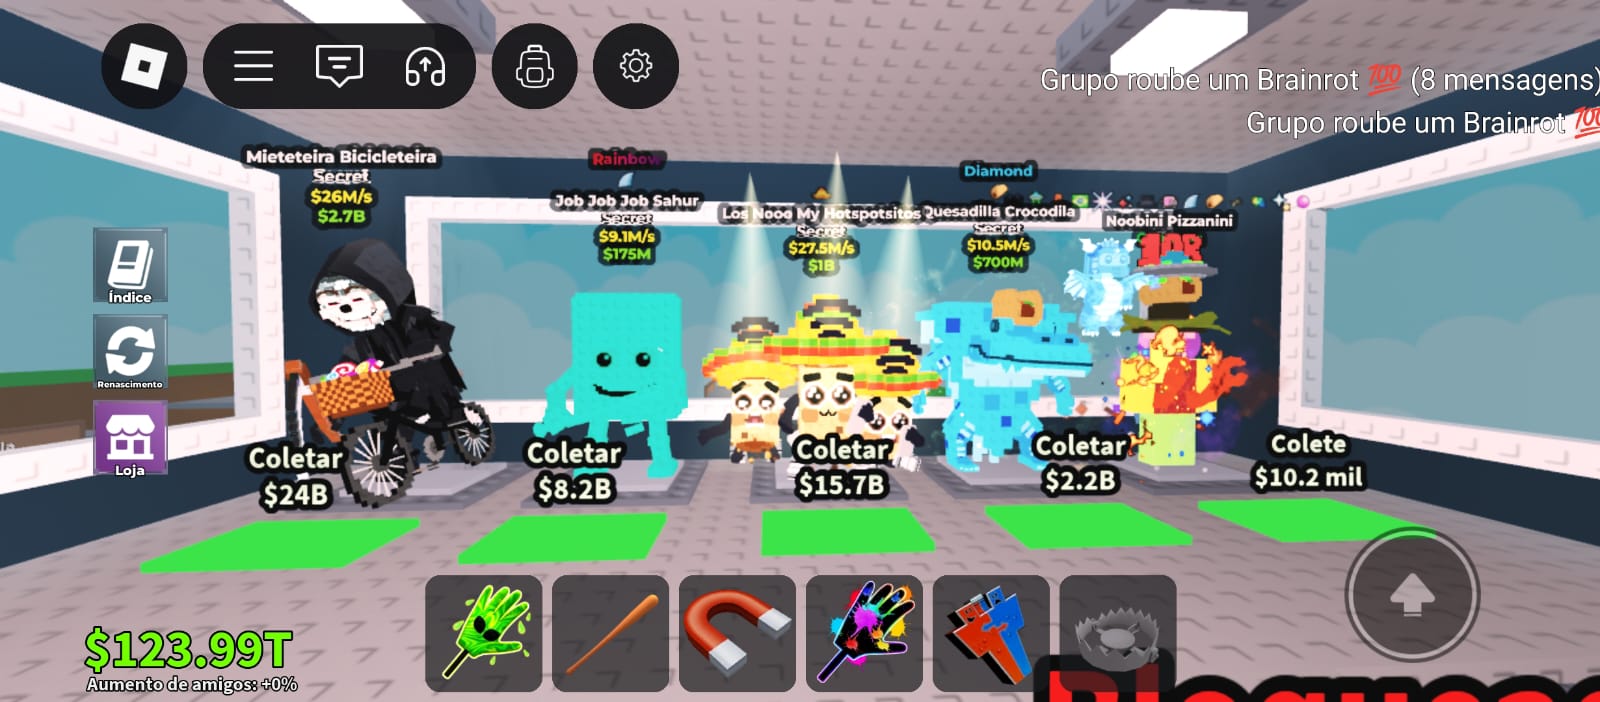 Grupo roube um Brainrot 💯 (8 mensagens)
Grupo roube um Brainrot 💯
Mieteteira Bicicleteira
Secret
$26M/s
$2.7B
Rainbow
Job Job Job Sahur
Secret
$9.1M/s
$175M
Los Nooo My Hotspotsitos
Secret
$27.5M/s
$1B
Diamond
Quesadilla Crocodila
Secret
$10.5M/s
$700M
Noobini Pizzanini
Índice
Renascimento
Loja
Coletar
$24B
Coletar
$8.2B
Coletar
$15.7B
Coletar
$2.2B
Colete
$10.2 mil
$123.99T
Aumento de amigos: +0%